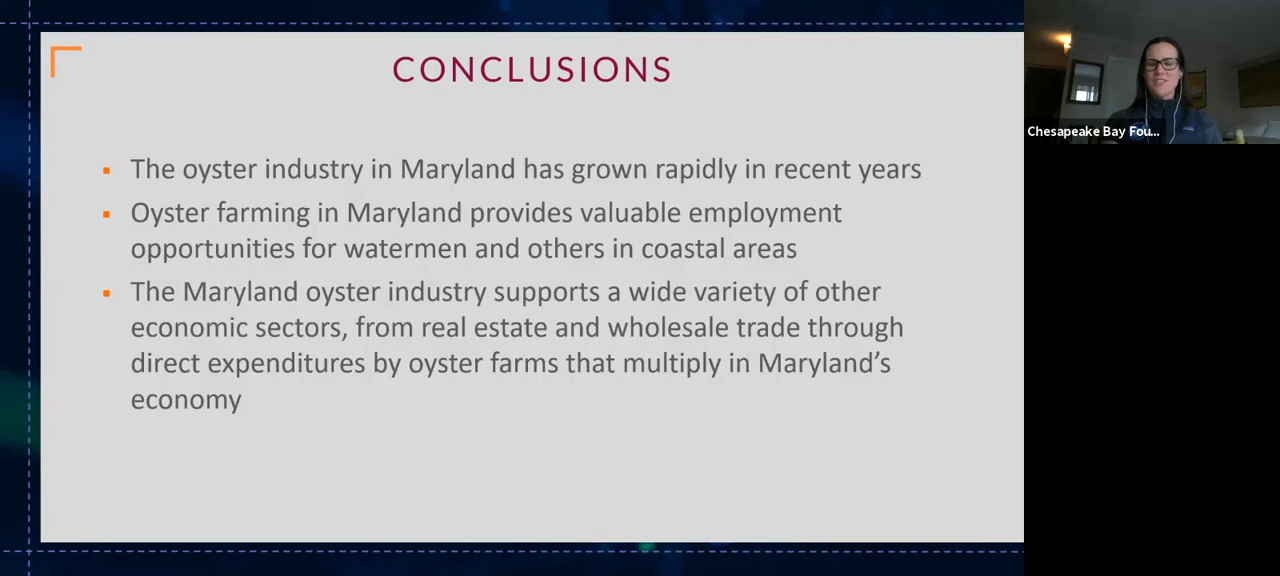 CONCLUSIONS
The oyster industry in Maryland has grown rapidly in recent years
Oyster farming in Maryland provides valuable employment
opportunities for watermen and others in coastal areas
The Maryland oyster industry supports a wide variety of other
economic sectors, from real estate and wholesale trade through
direct expenditures by oyster farms that multiply in Maryland’s
economy
Chesapeake Bay Fou...